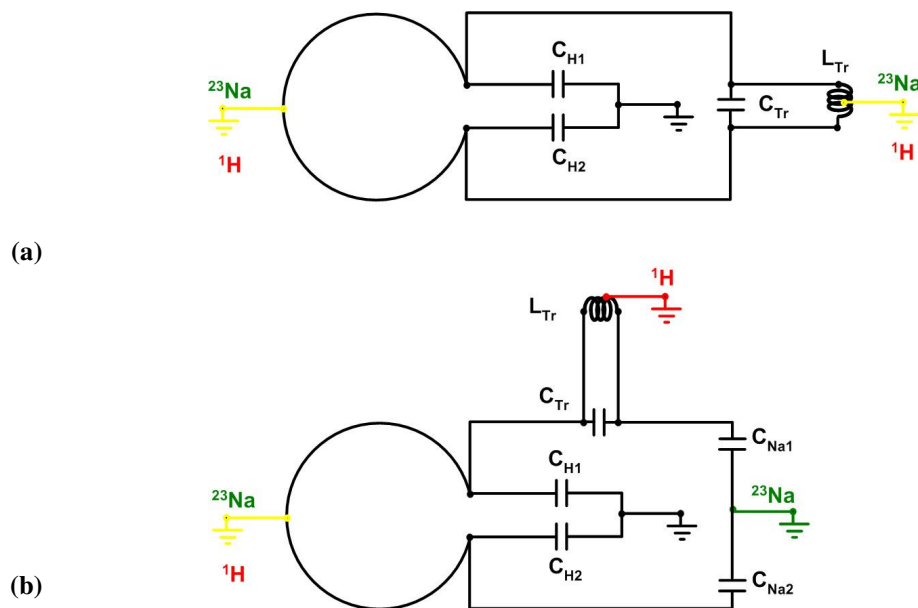 C_H1
L_Tr
²³Na
²³Na
C_Tr
¹H
C_H2
¹H
(a)
¹H
L_Tr
C_Tr
C_Na1
C_H1
²³Na
²³Na
¹H
C_H2
(b)
C_Na2